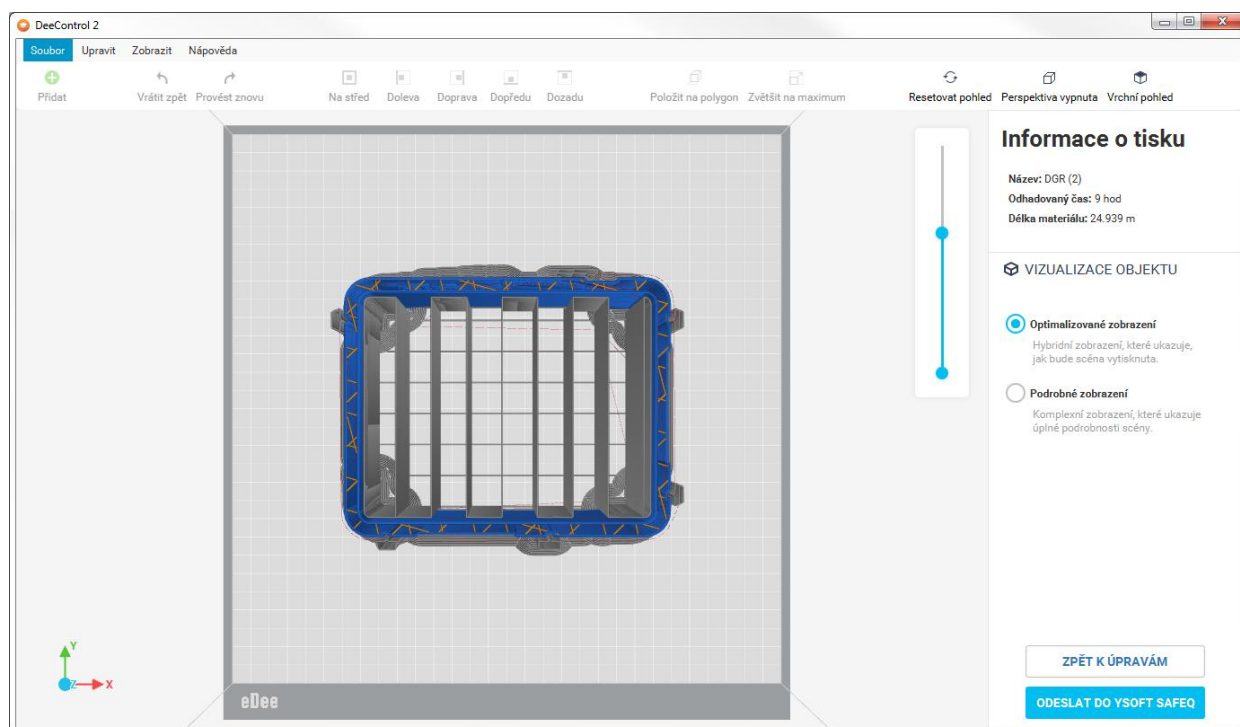 DeeControl 2
Soubor Upravit Zobrazit Nápověda
Přidat Vrátit zpět Provést znovu Na střed Doleva Doprava Dopředu Dozadu Položit na polygon Zvětšit na maximum Resetovat pohled Perspektiva vypnuta Vrchní pohled
Informace o tisku
Název: DGR (2)
Odhadovaný čas: 9 hod
Délka materiálu: 24.939 m
VIZUALIZACE OBJEKTU
Optimalizované zobrazení
Hybridní zobrazení, které ukazuje,
jak bude scéna vytisknuta.
Podrobné zobrazení
Komplexní zobrazení, které ukazuje
úplné podrobnosti scény.
Y
Z X
eDee
ZPĚT K ÚPRAVÁM
ODESLAT DO YSOFT SAFEQ